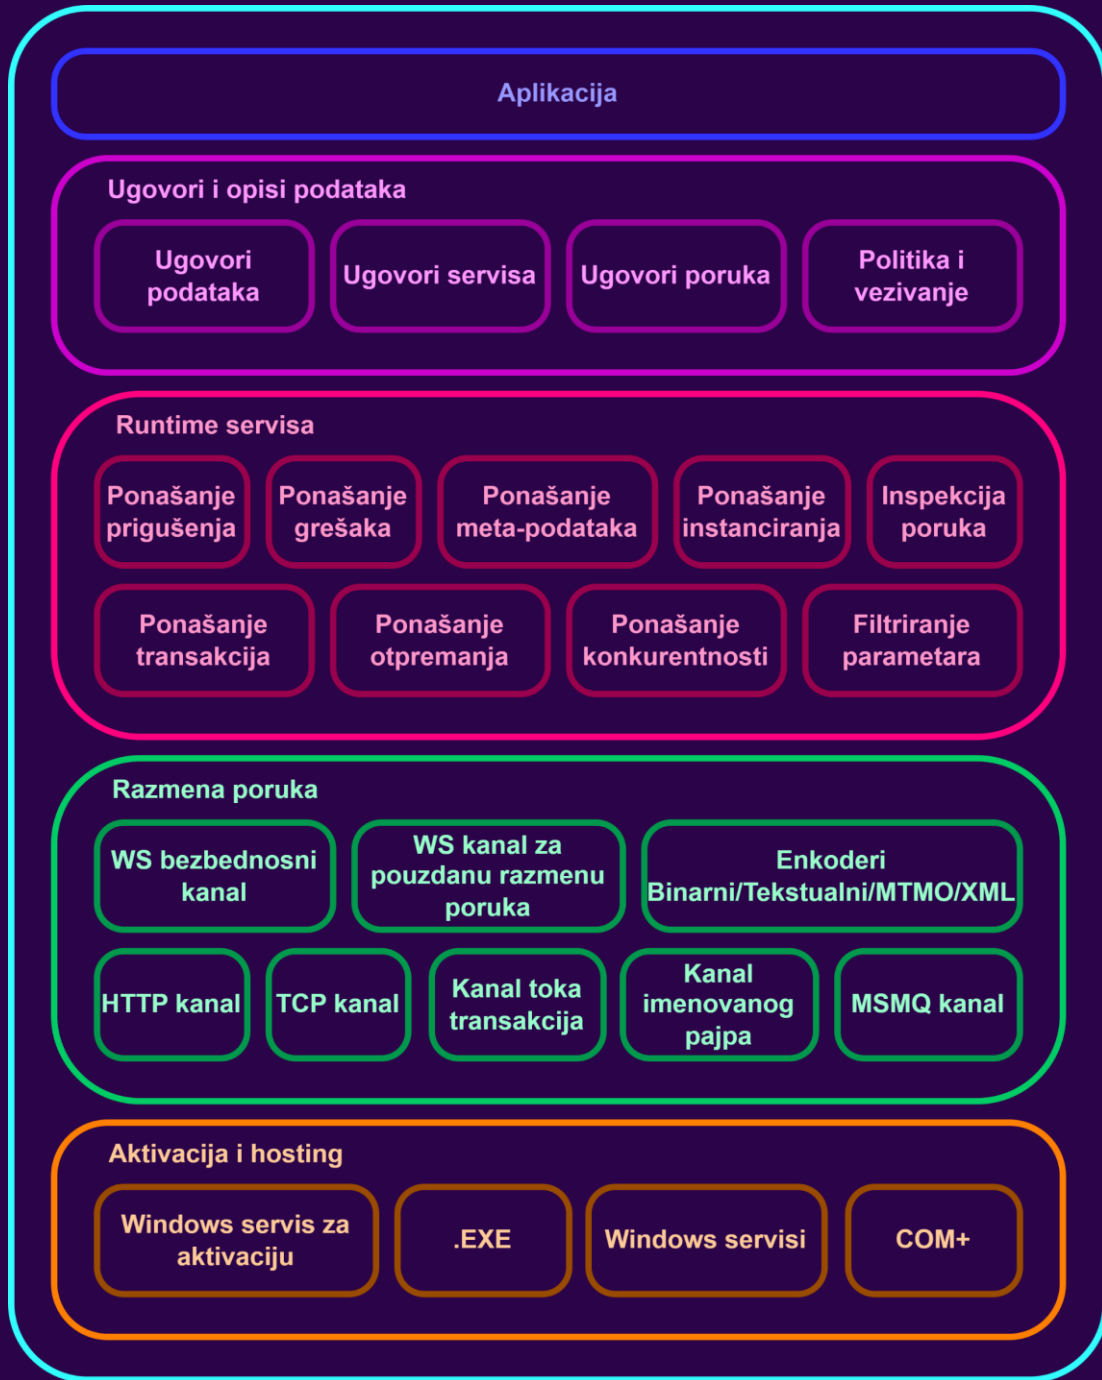 Aplikacija
Ugovori i opisi podataka
Ugovori
podataka
Ugovori servisa
Ugovori poruka
Politika i
vezivanje
Runtime servisa
Ponašanje
prigušenja
Ponašanje
grešaka
Ponašanje
meta-podataka
Ponašanje
instanciranja
Inspekcija
poruka
Ponašanje
transakcija
Ponašanje
otpremanja
Ponašanje
konkurentnosti
Filtriranje
parametara
Razmena poruka
WS bezbednosni
kanal
WS kanal za
pouzdanu razmenu
poruka
Enkoderi
Binarni/Tekstualni/MTMO/XML
HTTP kanal
TCP kanal
Kanal toka
transakcija
Kanal
imenovanog
pajpa
MSMQ kanal
Aktivacija i hosting
Windows servis za
aktivaciju
.EXE
Windows servisi
COM+